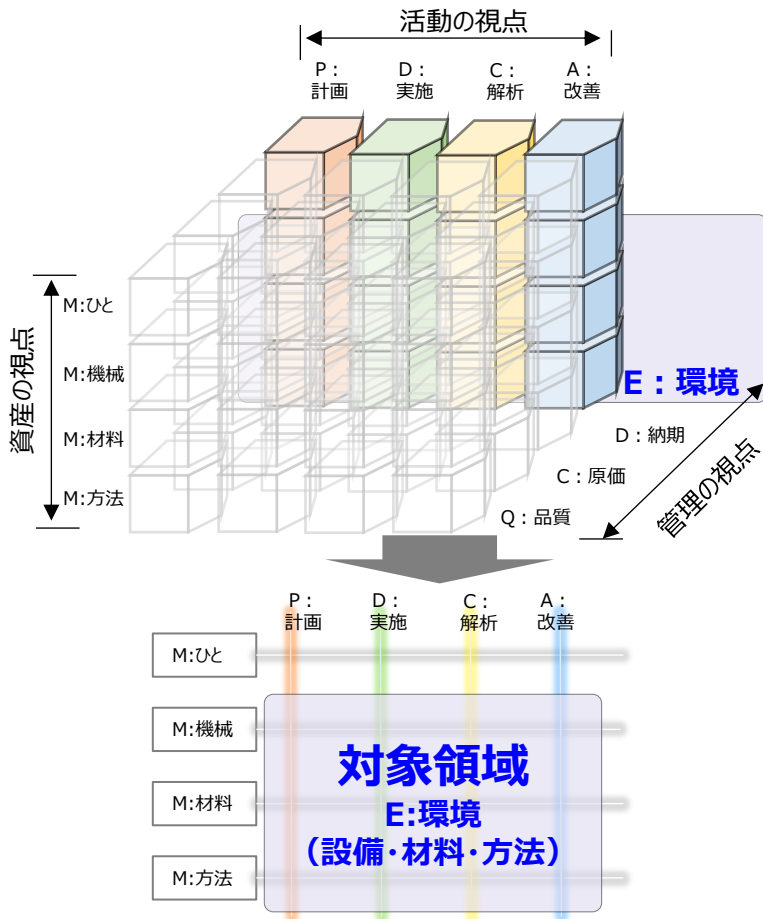 活動の視点
P：
計画
D：
実施
C：
解析
A：
改善
資産の視点
M:ひと
M:機械
M:材料
M:方法
E：環境
D：納期
C：原価
Q：品質
管理の視点
P：
計画
D：
実施
C：
解析
A：
改善
M:ひと
M:機械
M:材料
M:方法
対象領域
E:環境
（設備･材料･方法）